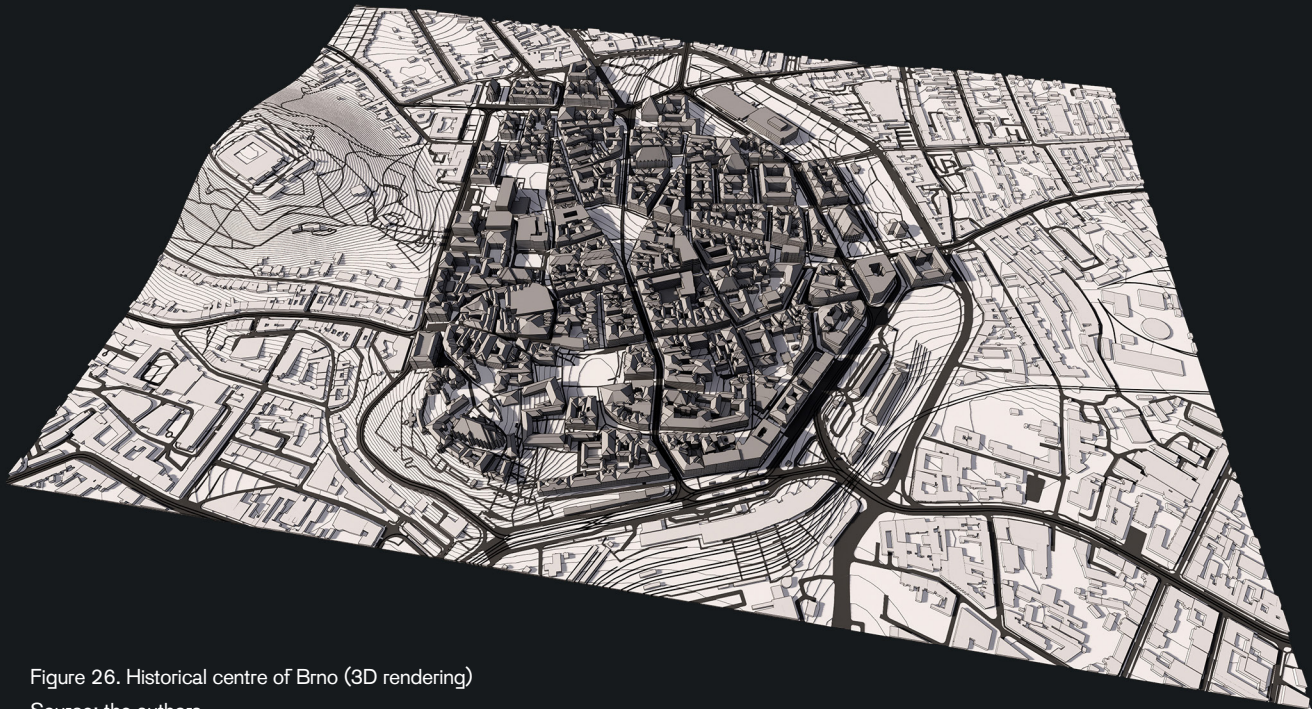 Figure 26. Historical centre of Brno (3D rendering)
Source: the authors